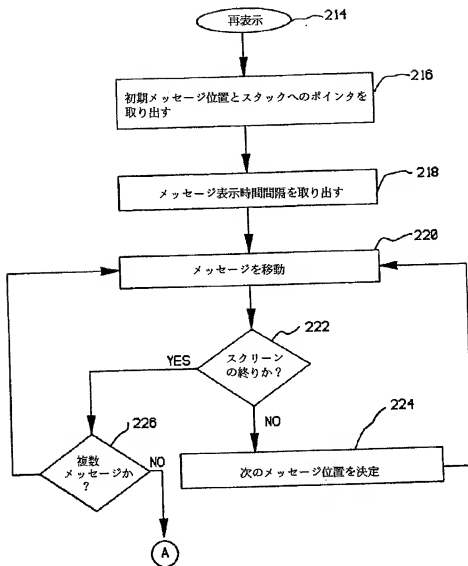 再表示
214
初期メッセージ位置とスタックへのポインタを
取り出す
216
メッセージ表示時間間隔を取り出す
218
メッセージを移動
220
スクリーン
の終りか？
222
YES
NO
次のメッセージ位置を決定
224
複数
メッセージか
？
226
NO
A